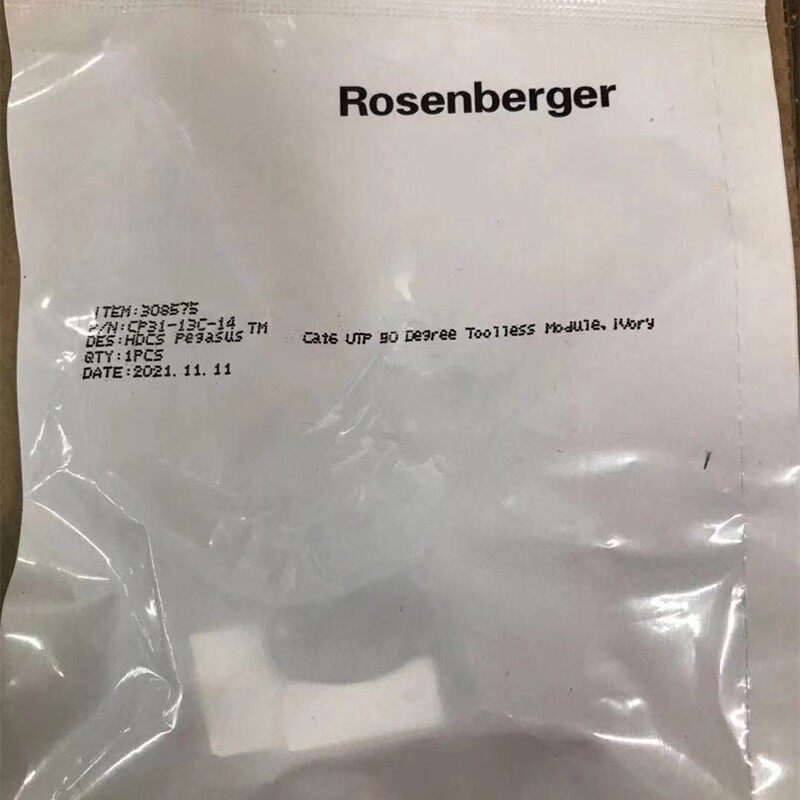 Rosenberger
ITEM:308575
P/N:CP31-13C-14
DES:HDCS Pegasus TM Cat6 UTP 90 Degree Toolless Module, Ivory
QTY:1PCS
DATE:2021.11.11